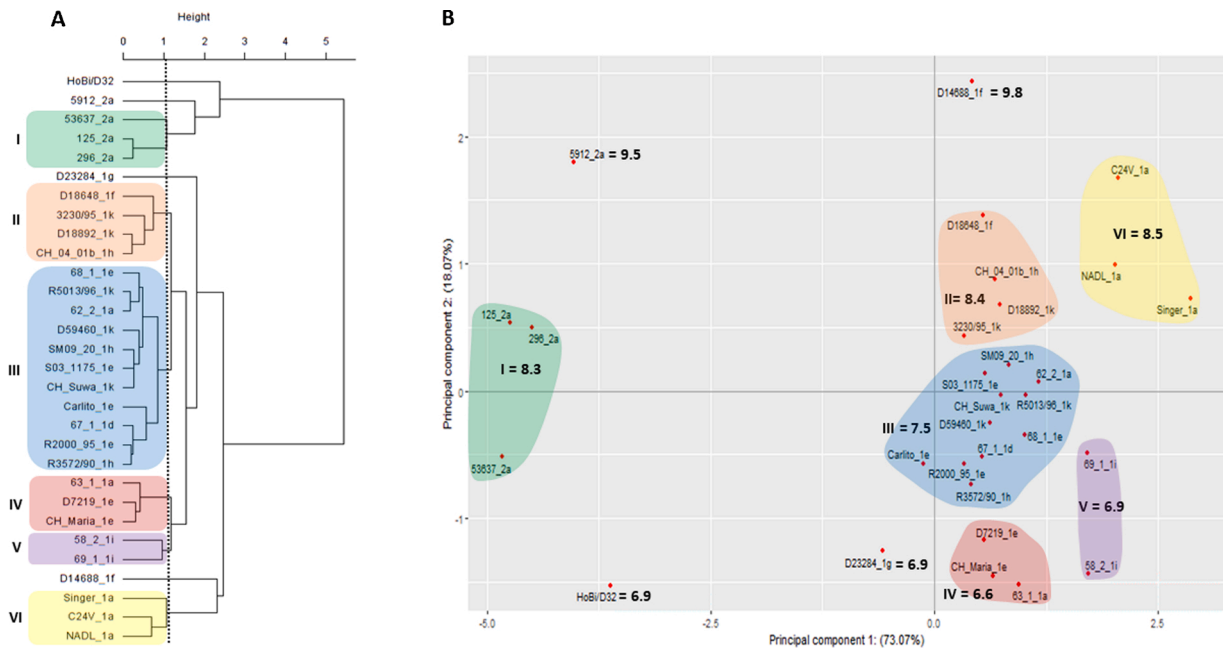 A
Height
0 1 2 3 4 5
HoBi/D32
5912_2a
53637_2a
I
125_2a
296_2a
D23284_1g
D18648_1f
II
3230/95_1k
D18892_1k
CH_04_01b_1h
68_1_1e
R5013/96_1k
62_2_1a
D59460_1k
SM09_20_1h
III
S03_1175_1e
CH_Suwa_1k
Carlito_1e
67_1_1d
R2000_95_1e
R3572/90_1h
63_1_1a
IV
D7219_1e
CH_Maria_1e
V
58_2_1i
69_1_1i
D14688_1f
Singer_1a
VI
C24V_1a
NADL_1a
B
Principal component 2: (18.07%)
2
1
0
-1
D14688_1f = 9.8
5912_2a = 9.5
C24V_1a
VI = 8.5
NADL_1a
Singer_1a
D18648_1f
CH_04_01b_1h
II= 8.4
D18892_1k
3230/95_1k
125_2a
296_2a
I = 8.3
53637_2a
SM09_20_1h
62_2_1a
S03_1175_1e
CH_Suwa_1k
R5013/96_1k
III = 7.5
D59460_1k
68_1_1e
Carlito_1e
67_1_1d
R2000_95_1e
R3572/90_1h
69_1_1i
V = 6.9
58_2_1i
D7219_1e
D23284_1g = 6.9
CH_Maria_1e
IV = 6.6
63_1_1a
HoBi/D32 = 6.9
-5.0 -2.5 0.0 2.5
Principal component 1: (73.07%)